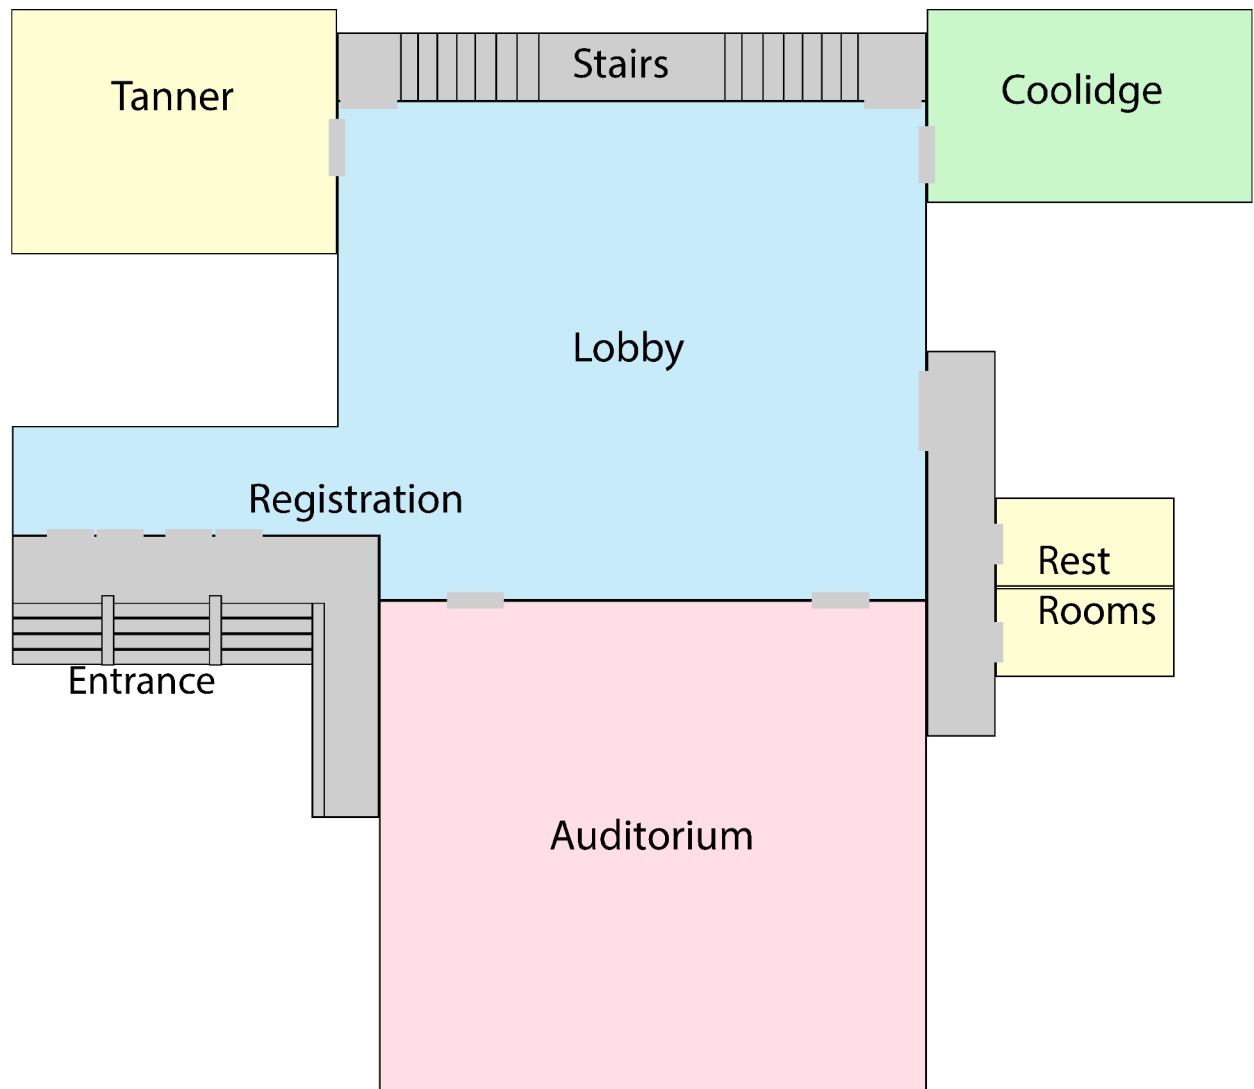 Stairs
Tanner
Coolidge
Lobby
Registration
Rest
Rooms
Entrance
Auditorium